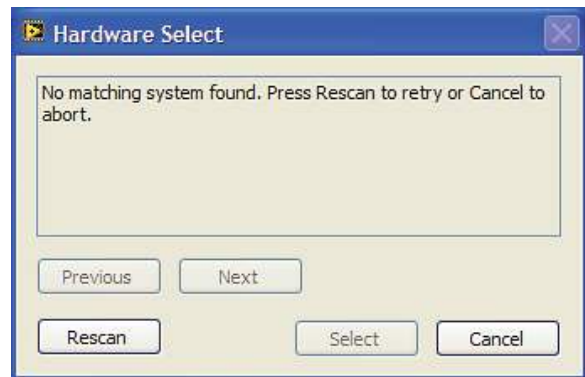 Hardware Select
No matching system found. Press Rescan to retry or Cancel to
abort.
Previous
Next
Rescan
Select
Cancel